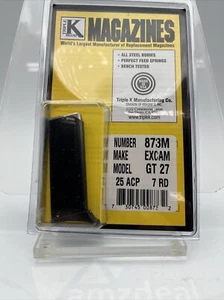 TRIPLE K
MAGAZINES
World's Largest Manufacturer of Replacement Magazines
• ALL STEEL BODIES
• PERFECT FEED SPRINGS
• BENCH TESTED
Triple K Manufacturing Co.
NUMBER 873M
MAKE EXCAM
MODEL GT 27
25 ACP 7 RD